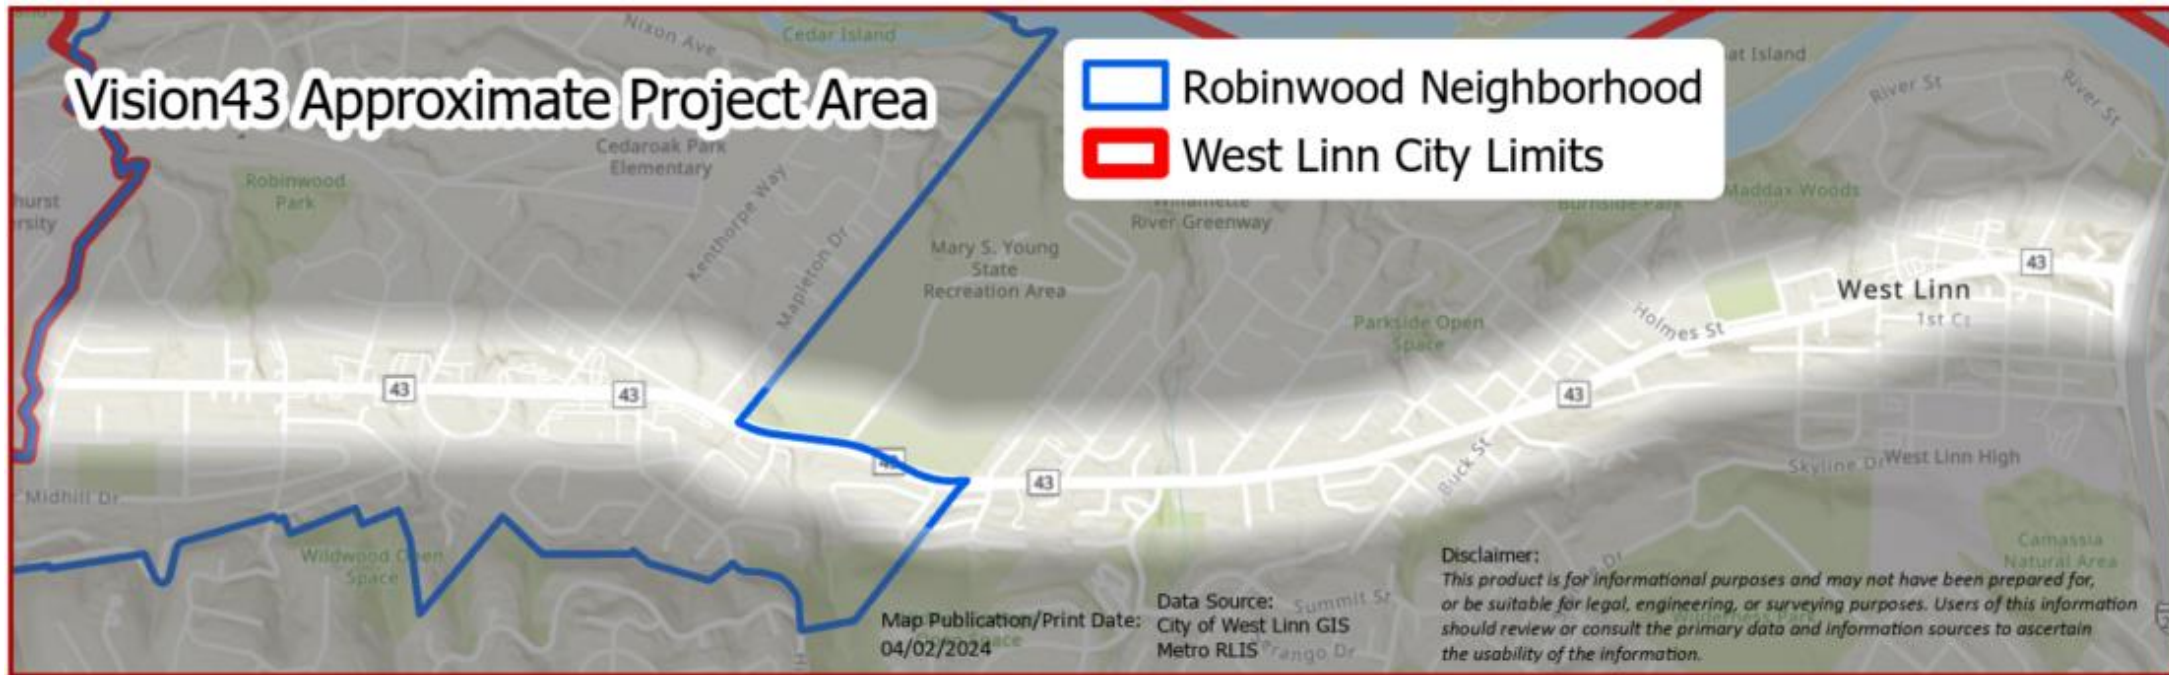 Nixon Ave
Cedar Island
Vision43 Approximate Project Area
Robinwood Neighborhood
West Linn City Limits
River St
River St
Cedaroak Park
Elementary
Robinwood
Park
Kenthorpe Way
Mapleton Dr
Mary S. Young
State
Recreation Area
Willamette
River Greenway
Burnside Park
Maddax Woods
Parkside Open
Space
Holmes St
West Linn
1st Ct
43
43
43
43
43
43
43
Buck St
Skyline Dr
West Linn High
Midhill Dr
Wildwood Open
Space
Camassia
Natural Area
Summit St
Map Publication/Print Date:
04/02/2024
Data Source:
City of West Linn GIS
Metro RLIS
Disclaimer:
This product is for informational purposes and may not have been prepared for,
or be suitable for legal, engineering, or surveying purposes. Users of this information
should review or consult the primary data and information sources to ascertain
the usability of the information.